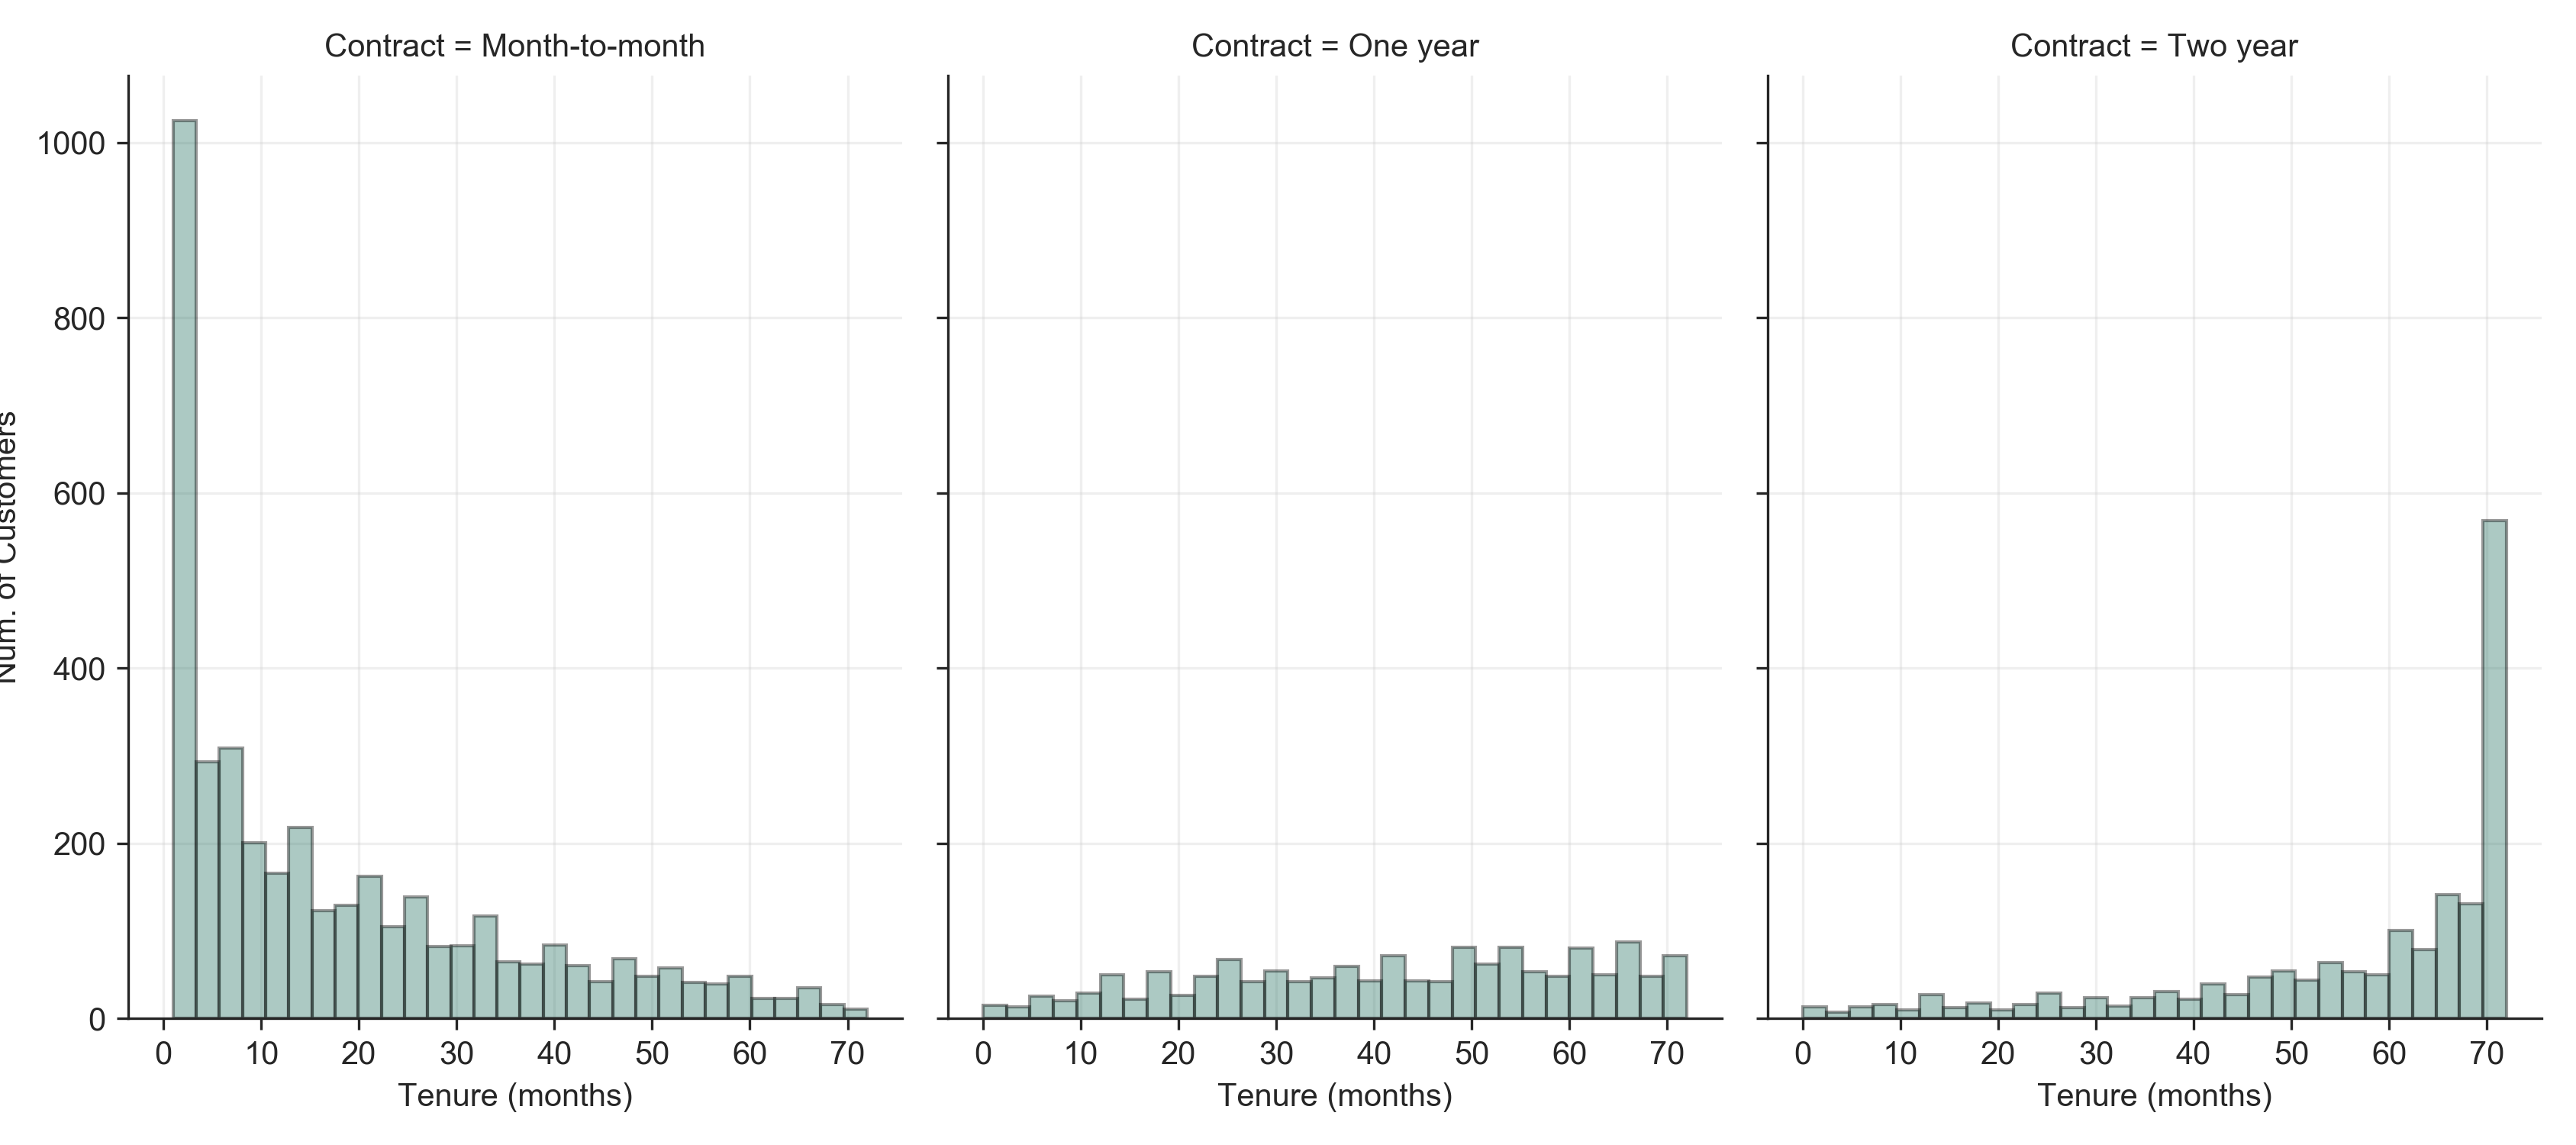 Contract = Month-to-month
Contract = One year
Contract = Two year
Num. of Customers
1000
800
600
400
200
0
0 10 20 30 40 50 60 70
0 10 20 30 40 50 60 70
0 10 20 30 40 50 60 70
Tenure (months)
Tenure (months)
Tenure (months)